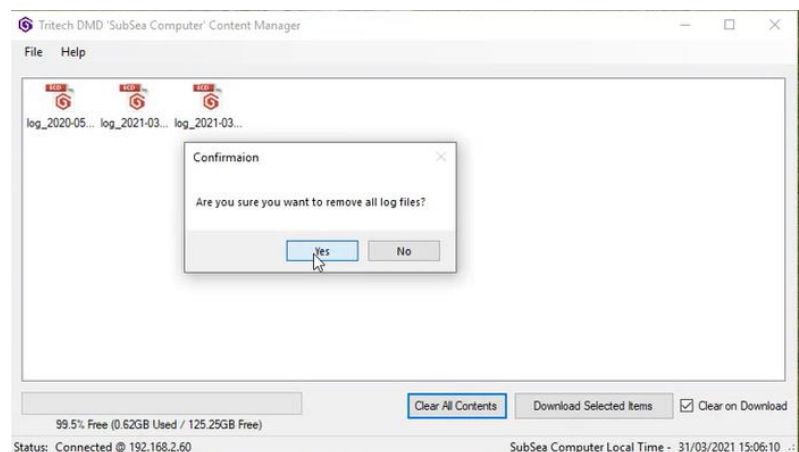 Tritech DMD 'SubSea Computer' Content Manager
File Help
ECD ECD ECD
log_2020-05... log_2021-03... log_2021-03...
Confirmaion
Are you sure you want to remove all log files?
Yes No
Clear All Contents Download Selected Items Clear on Download
99.5% Free (0.62GB Used / 125.25GB Free)
Status: Connected @ 192.168.2.60 SubSea Computer Local Time - 31/03/2021 15:06:10